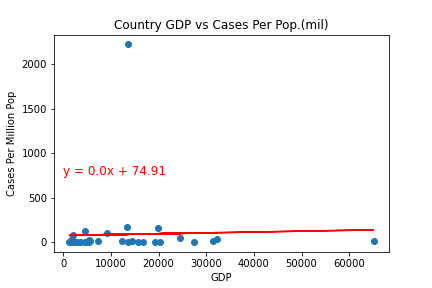 Country GDP vs Cases Per Pop.(mil)
Cases Per Million Pop
2000
1500
1000
500
0
y = 0.0x + 74.91
0 10000 20000 30000 40000 50000 60000
GDP